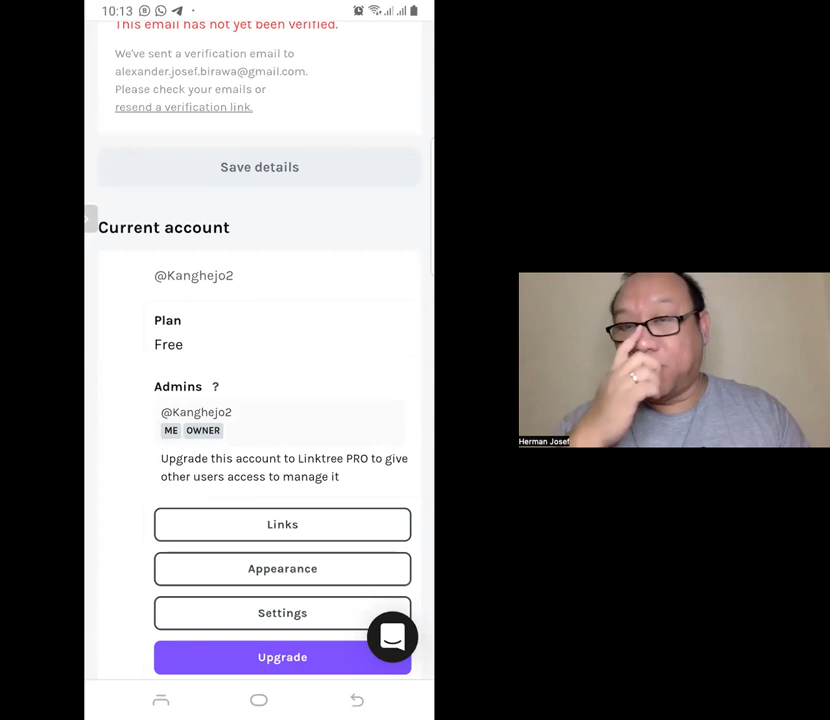 10:13
This email has not yet been verified.
We've sent a verification email to
alexander.josef.birawa@gmail.com.
Please check your emails or
resend a verification link.
Save details
Current account
@Kanghejo2
Plan
Free
Admins ?
@Kanghejo2
ME OWNER
Upgrade this account to Linktree PRO to give
other users access to manage it
Links
Appearance
Settings
Upgrade
Herman Josef